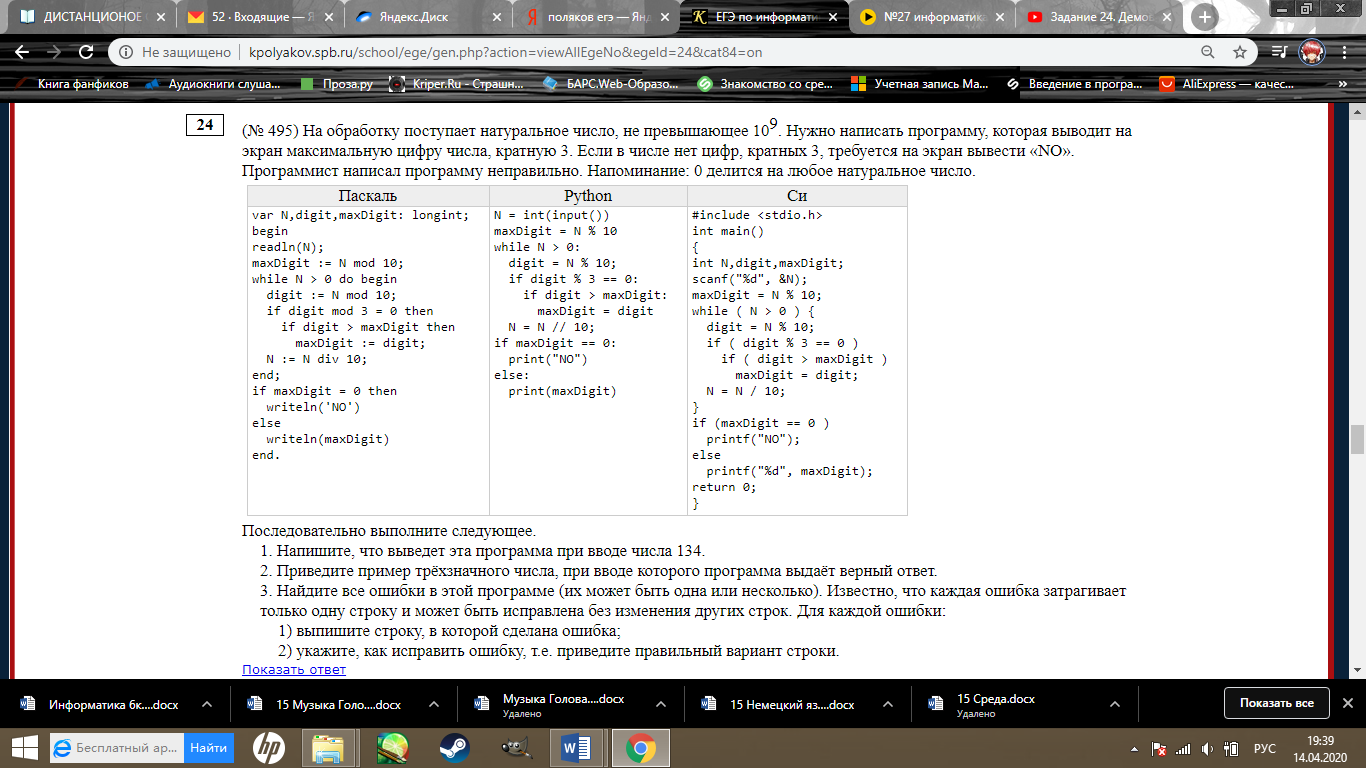 ДИСТАНЦИОНОЕ
52 · Входящие — Я
Яндекс.Диск
Я поляков егэ — Янд
ЕГЭ по информати
№27 информатика
Задание 24. Демов
Не защищено kpolyakov.spb.ru/school/ege/gen.php?action=viewAllEgeNo&egeId=24&cat84=on
Книга фанфиков
Аудиокниги слуша...
Проза.ру
Kriper.Ru - Страшн...
БАРС.Web-Образо...
Знакомство со сре...
Учетная запись Ma...
Введение в програ...
AliExpress — качес...
»
24
(№ 495) На обработку поступает натуральное число, не превышающее 10⁹. Нужно написать программу, которая выводит на
экран максимальную цифру числа, кратную 3. Если в числе нет цифр, кратных 3, требуется на экран вывести «NO».
Программист написал программу неправильно. Напоминание: 0 делится на любое натуральное число.
Паскаль
var N,digit,maxDigit: longint;
begin
readln(N);
maxDigit := N mod 10;
while N > 0 do begin
digit := N mod 10;
if digit mod 3 = 0 then
if digit > maxDigit then
maxDigit := digit;
N := N div 10;
end;
if maxDigit = 0 then
writeln('NO')
else
writeln(maxDigit)
end.
Python
N = int(input())
maxDigit = N % 10
while N > 0:
digit = N % 10;
if digit % 3 == 0:
if digit > maxDigit:
maxDigit = digit
N = N // 10;
if maxDigit == 0:
print("NO")
else:
print(maxDigit)
Си
#include <stdio.h>
int main()
{
int N,digit,maxDigit;
scanf("%d", &N);
maxDigit = N % 10;
while ( N > 0 ) {
digit = N % 10;
if ( digit % 3 == 0 )
if ( digit > maxDigit )
maxDigit = digit;
N = N / 10;
}
if (maxDigit == 0 )
printf("NO");
else
printf("%d", maxDigit);
return 0;
}
Последовательно выполните следующее.
1. Напишите, что выведет эта программа при вводе числа 134.
2. Приведите пример трёхзначного числа, при вводе которого программа выдаёт верный ответ.
3. Найдите все ошибки в этой программе (их может быть одна или несколько). Известно, что каждая ошибка затрагивает
только одну строку и может быть исправлена без изменения других строк. Для каждой ошибки:
1) выпишите строку, в которой сделана ошибка;
2) укажите, как исправить ошибку, т.е. приведите правильный вариант строки.
Показать ответ
Информатика бк....docx
15 Музыка Голо....docx
Музыка Голова....docx
Удалено
15 Немецкий яз....docx
15 Среда.docx
Удалено
Показать все
Бесплатный ар...
Найти
hp
РУС
19:39
14.04.2020